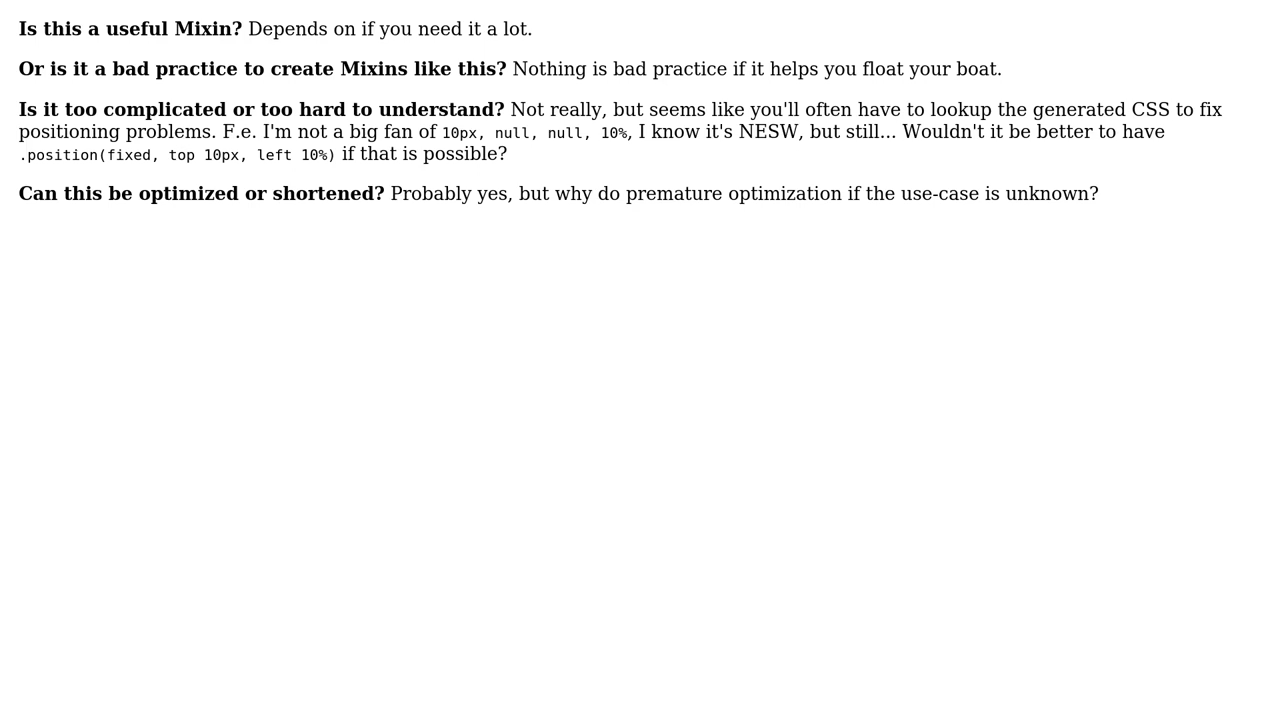 Is this a useful Mixin? Depends on if you need it a lot.
Or is it a bad practice to create Mixins like this? Nothing is bad practice if it helps you float your boat.
Is it too complicated or too hard to understand? Not really, but seems like you'll often have to lookup the generated CSS to fix
positioning problems. F.e. I'm not a big fan of 10px, null, null, 10%, I know it's NESW, but still... Wouldn't it be better to have
.position(fixed, top 10px, left 10%) if that is possible?
Can this be optimized or shortened? Probably yes, but why do premature optimization if the use-case is unknown?